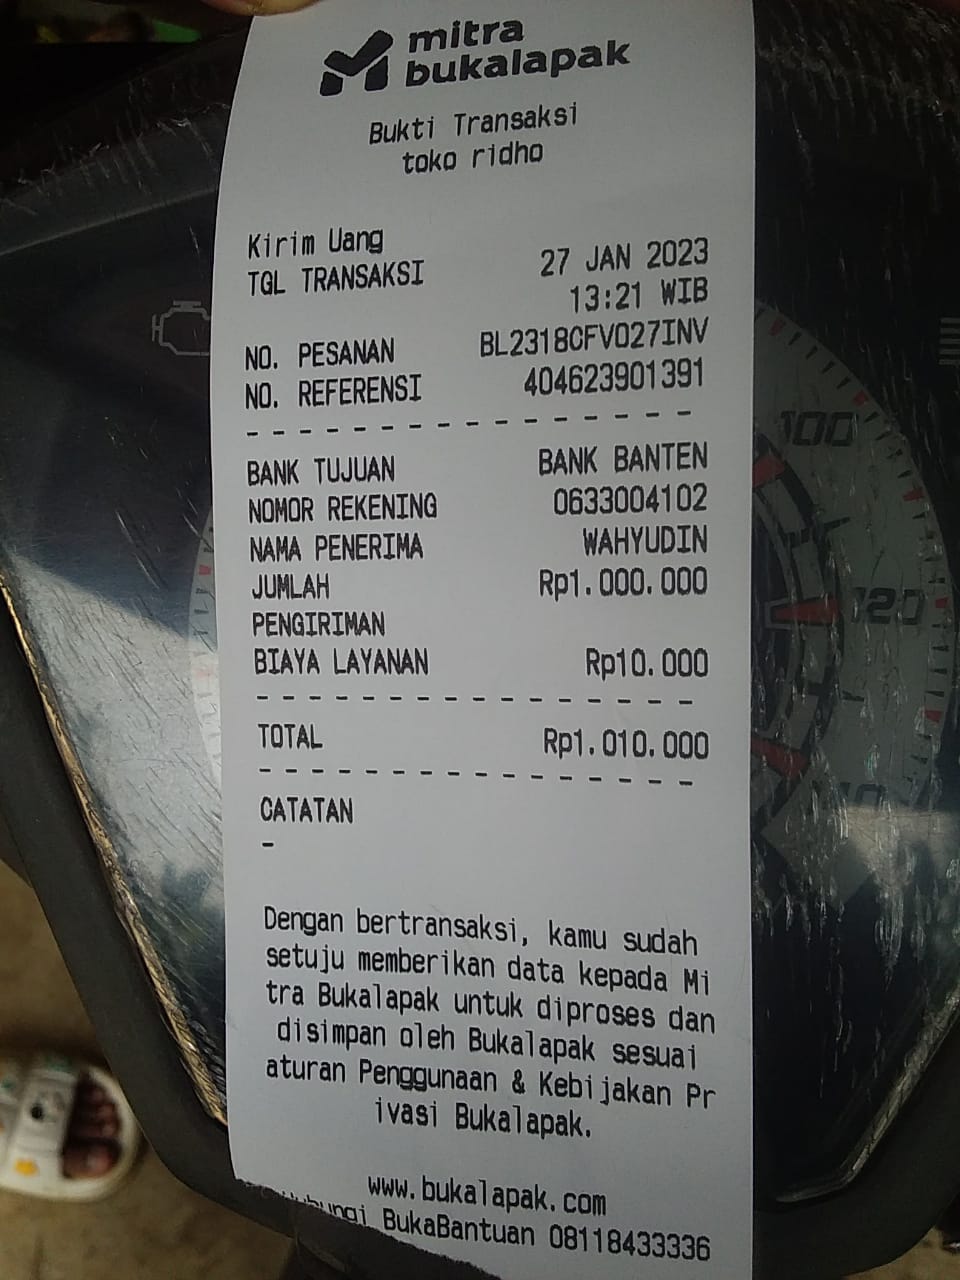 mitra
bukalapak
Bukti Transaksi
toko ridho
Kirim Uang
TGL TRANSAKSI 27 JAN 2023
13:21 WIB
NO. PESANAN BL2318CFV027INV
NO. REFERENSI 404623901391
BANK TUJUAN BANK BANTEN
NOMOR REKENING 0633004102
NAMA PENERIMA WAHYUDIN
JUMLAH Rp1.000.000
PENGIRIMAN
BIAYA LAYANAN Rp10.000
TOTAL Rp1.010.000
CATATAN
-
Dengan bertransaksi, kamu sudah
setuju memberikan data kepada Mi
tra Bukalapak untuk diproses dan
disimpan oleh Bukalapak sesuai
aturan Penggunaan & Kebijakan Pr
ivasi Bukalapak.
www.bukalapak.com
BukaBantuan 08118433336
100
120